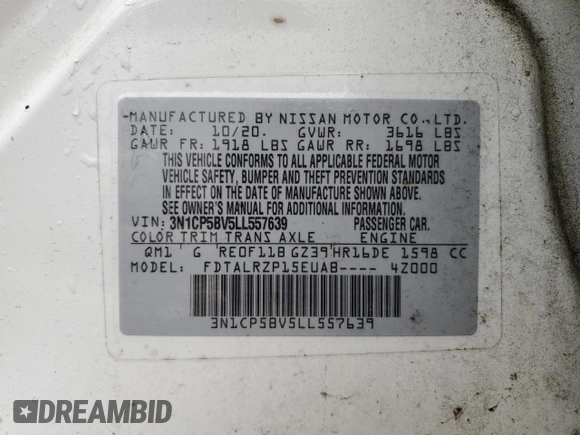 MANUFACTURED BY NISSAN MOTOR CO.,LTD.
DATE: 10/20. GVWR: 3616 LBS
GAWR FR: 1918 LBS GAWR RR: 1698 LBS
THIS VEHICLE CONFORMS TO ALL APPLICABLE FEDERAL MOTOR
VEHICLE SAFETY, BUMPER AND THEFT PREVENTION STANDARDS
IN EFFECT ON THE DATE OF MANUFACTURE SHOWN ABOVE.
SEE OWNER'S MANUAL FOR ADDITIONAL INFORMATION
VIN: 3N1CP5BV5LL557639 PASSENGER CAR.
COLOR TRIM TRANS AXLE ENGINE
QM1 G RE0F11B GZ39 HR16DE 1598 CC
MODEL: FDTALRZP15EUAB---- 4Z000
3N1CP5BV5LL557639
DREAMBID